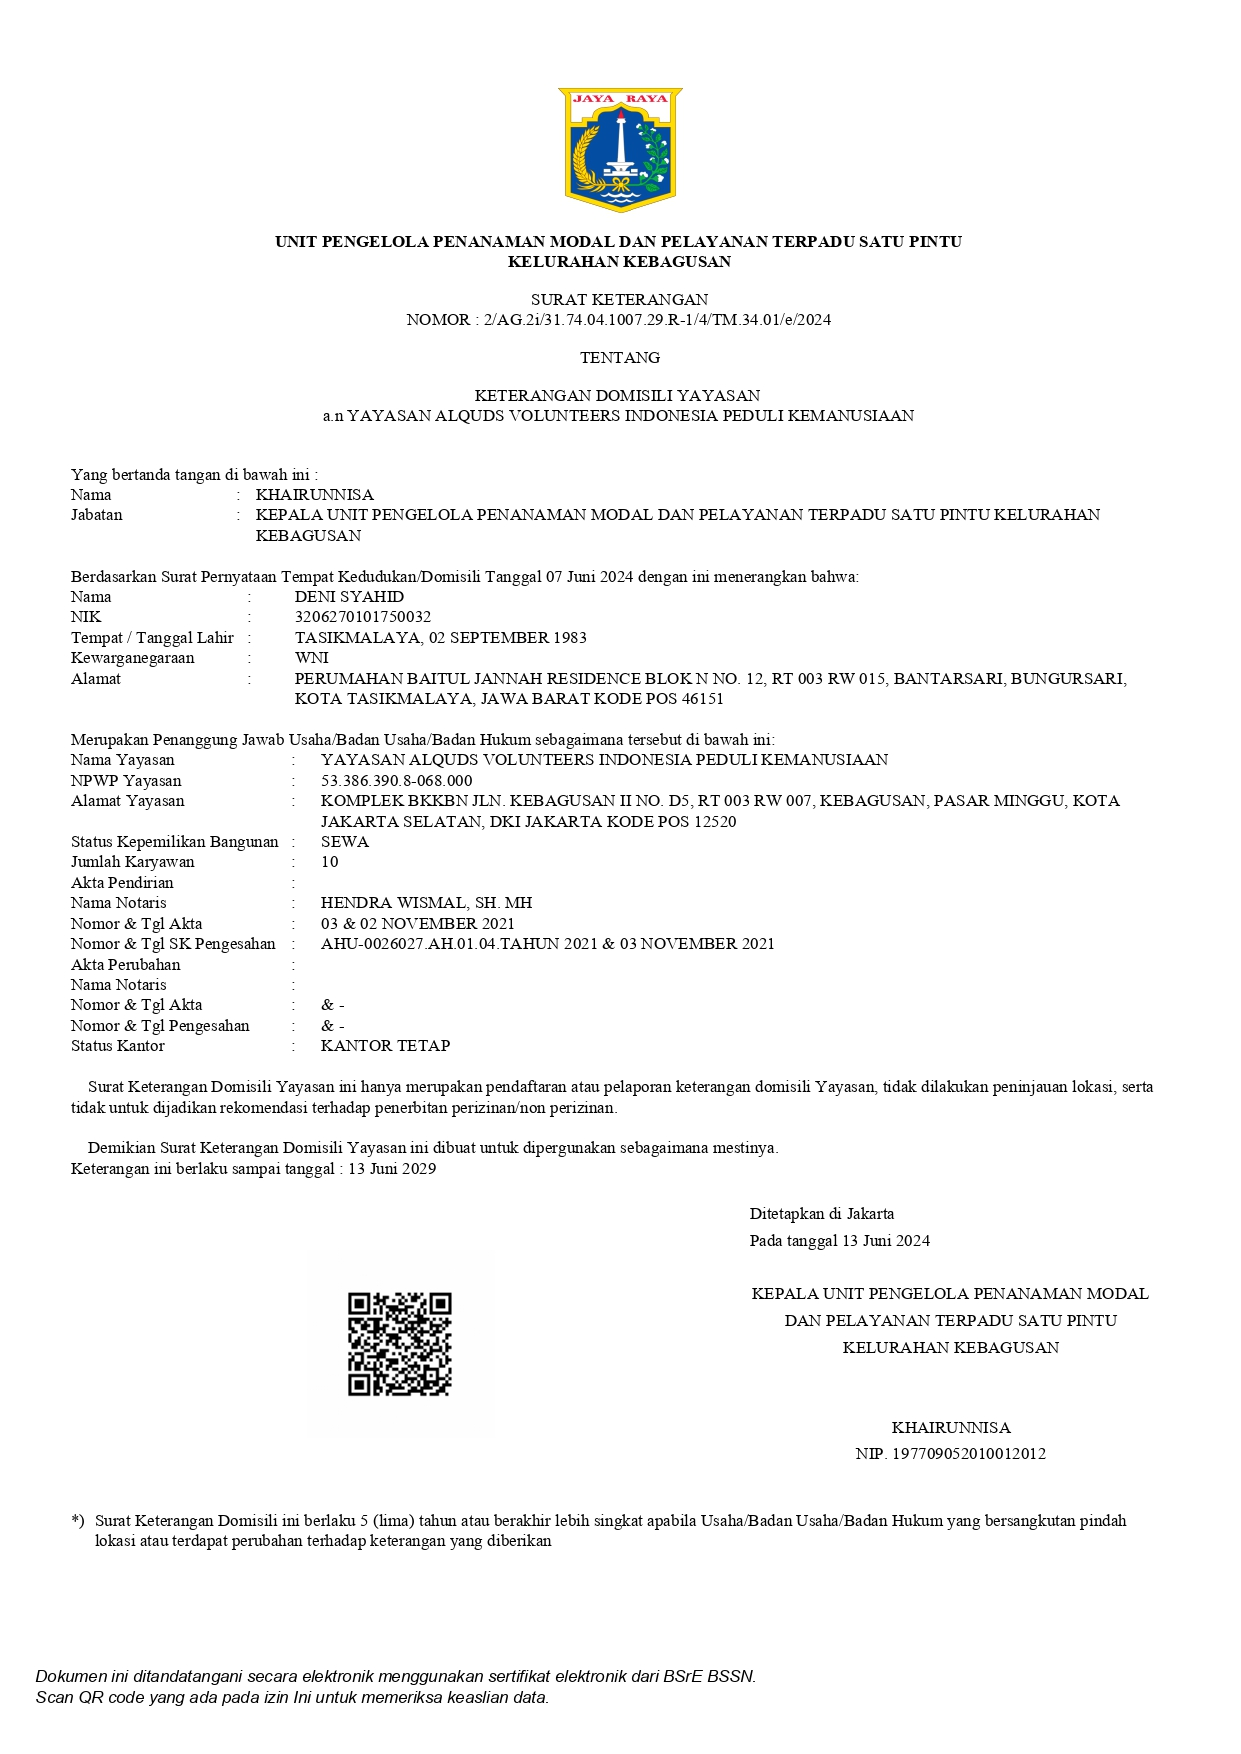 JAYA RAYA
UNIT PENGELOLA PENANAMAN MODAL DAN PELAYANAN TERPADU SATU PINTU
KELURAHAN KEBAGUSAN
SURAT KETERANGAN
NOMOR : 2/AG.2i/31.74.04.1007.29.R-1/4/TM.34.01/e/2024
TENTANG
KETERANGAN DOMISILI YAYASAN
a.n YAYASAN ALQUDS VOLUNTEERS INDONESIA PEDULI KEMANUSIAAN
Yang bertanda tangan di bawah ini :
Nama : KHAIRUNNISA
Jabatan : KEPALA UNIT PENGELOLA PENANAMAN MODAL DAN PELAYANAN TERPADU SATU PINTU KELURAHAN
KEBAGUSAN
Berdasarkan Surat Pernyataan Tempat Kedudukan/Domisili Tanggal 07 Juni 2024 dengan ini menerangkan bahwa:
Nama : DENI SYAHID
NIK : 3206270101750032
Tempat / Tanggal Lahir : TASIKMALAYA, 02 SEPTEMBER 1983
Kewarganegaraan : WNI
Alamat : PERUMAHAN BAITUL JANNAH RESIDENCE BLOK N NO. 12, RT 003 RW 015, BANTARSARI, BUNGURSARI,
KOTA TASIKMALAYA, JAWA BARAT KODE POS 46151
Merupakan Penanggung Jawab Usaha/Badan Usaha/Badan Hukum sebagaimana tersebut di bawah ini:
Nama Yayasan : YAYASAN ALQUDS VOLUNTEERS INDONESIA PEDULI KEMANUSIAAN
NPWP Yayasan : 53.386.390.8-068.000
Alamat Yayasan : KOMPLEK BKKBN JLN. KEBAGUSAN II NO. D5, RT 003 RW 007, KEBAGUSAN, PASAR MINGGU, KOTA
JAKARTA SELATAN, DKI JAKARTA KODE POS 12520
Status Kepemilikan Bangunan : SEWA
Jumlah Karyawan : 10
Akta Pendirian :
Nama Notaris : HENDRA WISMAL, SH. MH
Nomor & Tgl Akta : 03 & 02 NOVEMBER 2021
Nomor & Tgl SK Pengesahan : AHU-0026027.AH.01.04.TAHUN 2021 & 03 NOVEMBER 2021
Akta Perubahan :
Nama Notaris :
Nomor & Tgl Akta : & -
Nomor & Tgl Pengesahan : & -
Status Kantor : KANTOR TETAP
Surat Keterangan Domisili Yayasan ini hanya merupakan pendaftaran atau pelaporan keterangan domisili Yayasan, tidak dilakukan peninjauan lokasi, serta
tidak untuk dijadikan rekomendasi terhadap penerbitan perizinan/non perizinan.
Demikian Surat Keterangan Domisili Yayasan ini dibuat untuk dipergunakan sebagaimana mestinya.
Keterangan ini berlaku sampai tanggal : 13 Juni 2029
Ditetapkan di Jakarta
Pada tanggal 13 Juni 2024
KEPALA UNIT PENGELOLA PENANAMAN MODAL
DAN PELAYANAN TERPADU SATU PINTU
KELURAHAN KEBAGUSAN
KHAIRUNNISA
NIP. 197709052010012012
*) Surat Keterangan Domisili ini berlaku 5 (lima) tahun atau berakhir lebih singkat apabila Usaha/Badan Usaha/Badan Hukum yang bersangkutan pindah
lokasi atau terdapat perubahan terhadap keterangan yang diberikan
Dokumen ini ditandatangani secara elektronik menggunakan sertifikat elektronik dari BSrE BSSN.
Scan QR code yang ada pada izin Ini untuk memeriksa keaslian data.